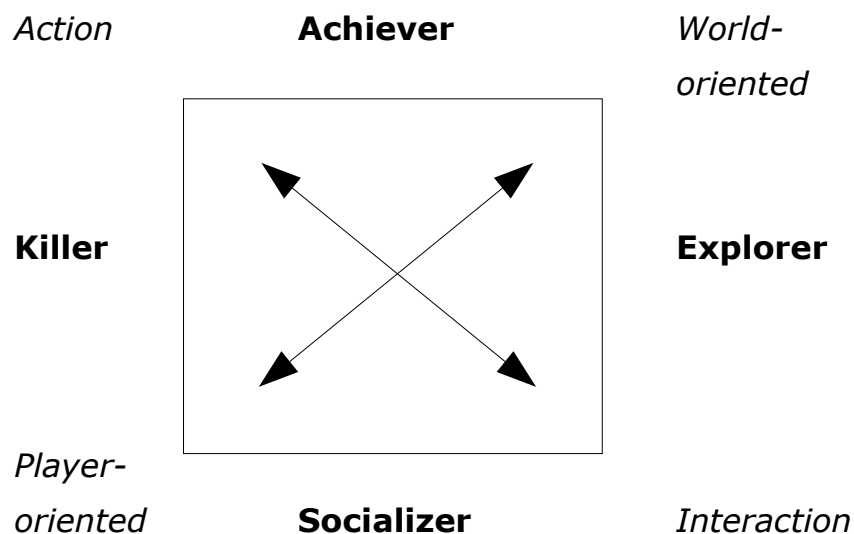 Action Achiever World-
oriented
Killer Explorer
Player-
oriented Socializer Interaction